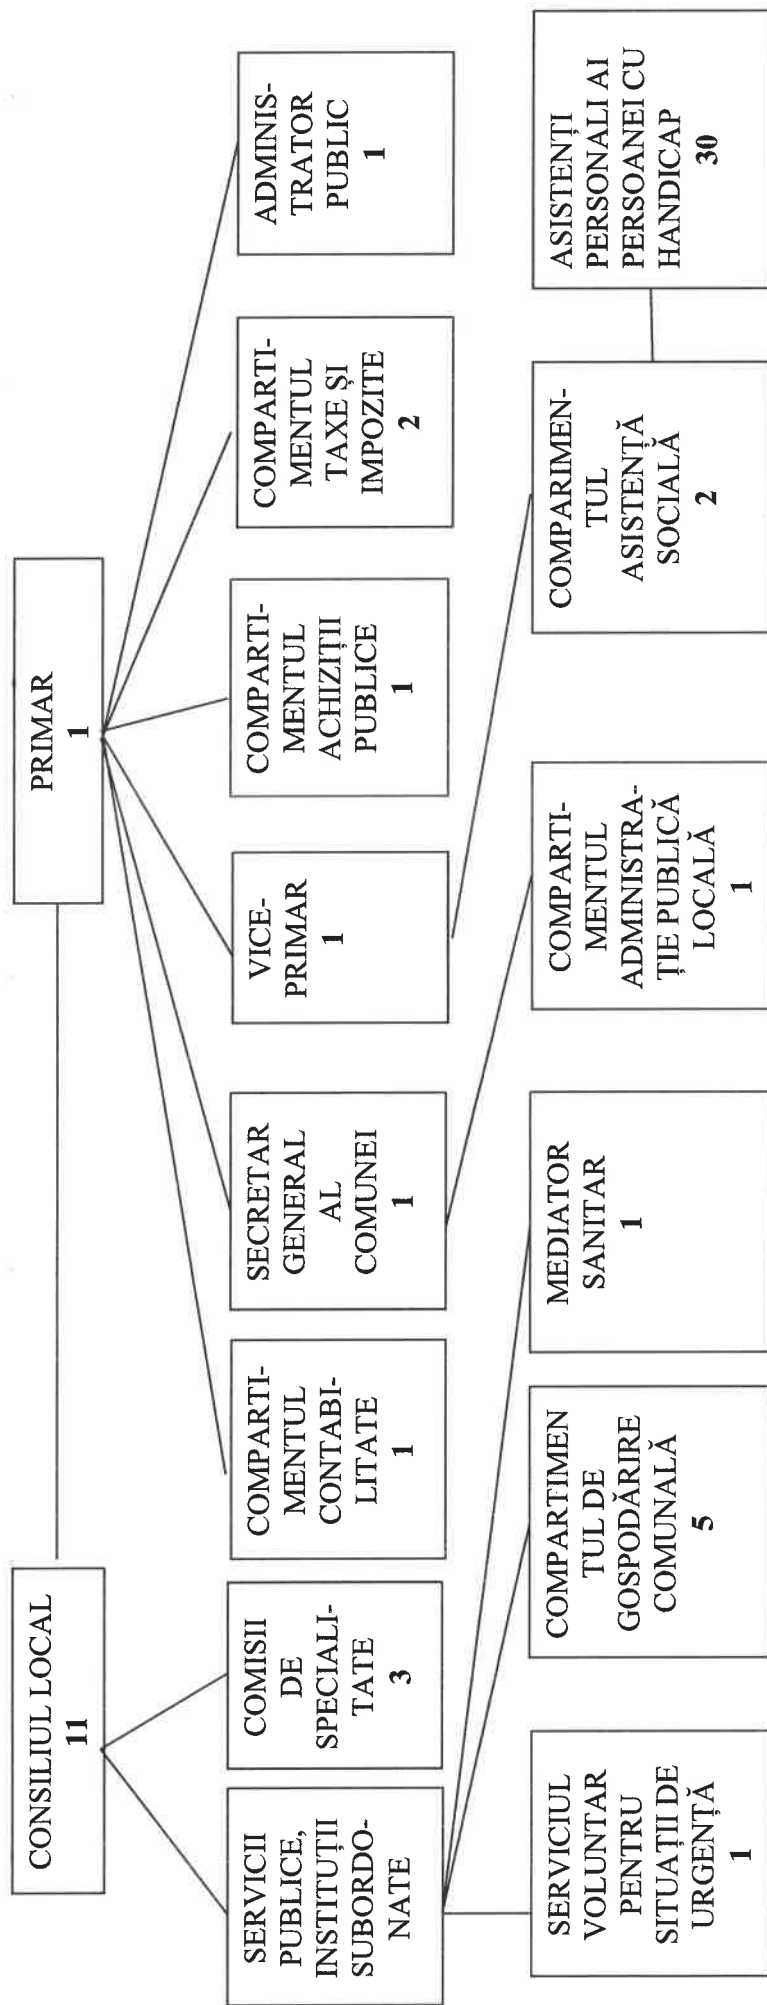 CONSILIUL LOCAL
11
PRIMAR
1
SERVICII
PUBLICE,
INSTITUȚII
SUBORDO-
NATE
COMISII
DE
SPECIALI-
TATE
3
COMPARTI-
MENTUL
CONTABI-
LITATE
1
SECRETAR
GENERAL
AL
COMUNEI
1
VICE-
PRIMAR
1
COMPARTI-
MENTUL
ACHIZIȚII
PUBLICE
1
COMPARTI-
MENTUL
TAXE ȘI
IMPOZITE
2
ADMINIS-
TRATOR
PUBLIC
1
SERVICIUL
VOLUNTAR
PENTRU
SITUAȚII DE
URGENȚĂ
1
COMPARTIMEN
TUL DE
GOSPODĂRIRE
COMUNALĂ
5
MEDIATOR
SANITAR
1
COMPARTI-
MENTUL
ADMINISTRA-
ȚIE PUBLICĂ
LOCALĂ
1
COMPARIMEN-
TUL
ASISTENȚĂ
SOCIALĂ
2
ASISTENȚI
PERSONALI AI
PERSOANEI CU
HANDICAP
30